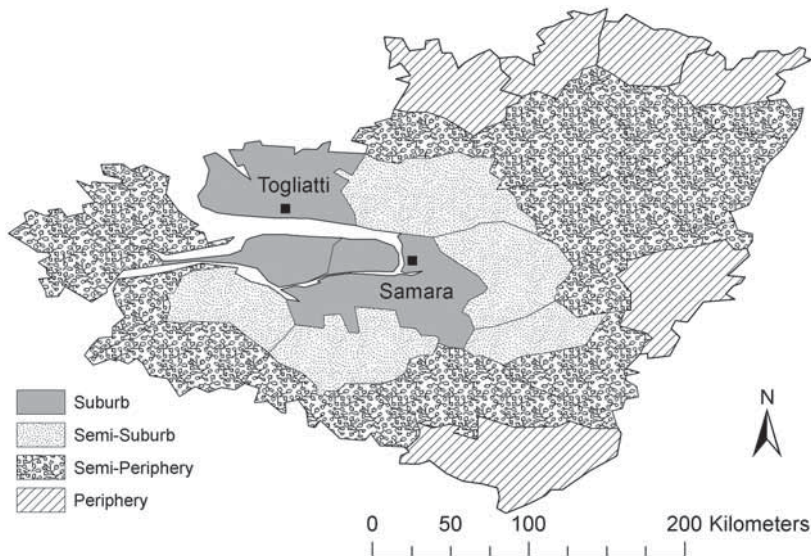 Togliatti
Samara
Suburb
Semi-Suburb
Semi-Periphery
Periphery
N
0 50 100 200 Kilometers